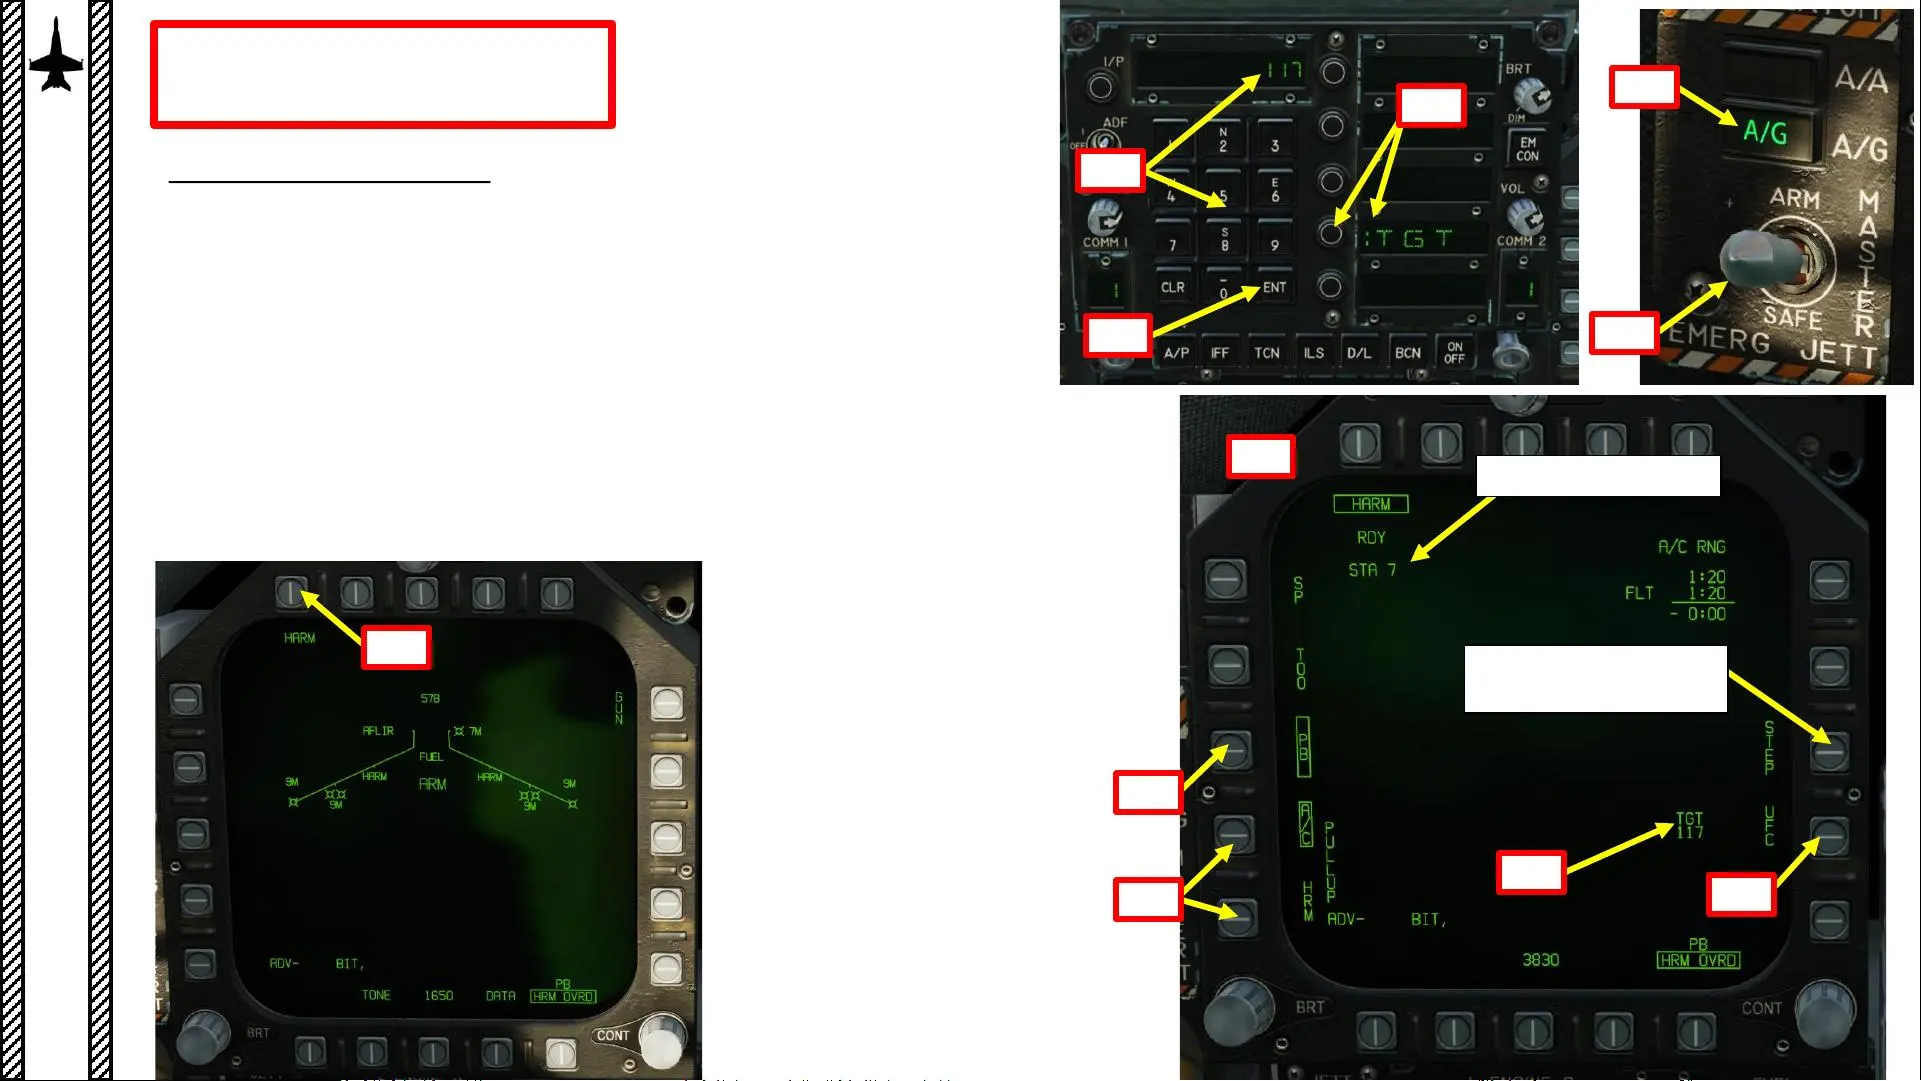 I/P
117
BRT
ADF
1
OFF
DIM
N
2
3
EM
CON
4
5
E
6
VOL
COMM 1
7
S
8
9
:TGT
COMM 2
1
CLR
-
0
ENT
1
A/P
IFF
TCN
ILS
D/L
BCN
ON
OFF
A/A
A/G
A/G
ARM
MASTER
SAFE
EMERG JETT
HARM
578
GUN
AFLIR
7M
FUEL
9M
HARM
ARM
HARM
9M
9M
9M
ADV-
BIT,
TONE
1650
DATA
PB
HRM OVRD
BRT
CONT
HARM
RDY
STA 7
A/C RNG
1:20
FLT 1:20
- 0:00
SP
TOO
PB
STEP
A/C
PULLUP
TGT
117
UFC
HRM
ADV-
BIT,
PB
3830
HRM OVRD
BRT
CONT